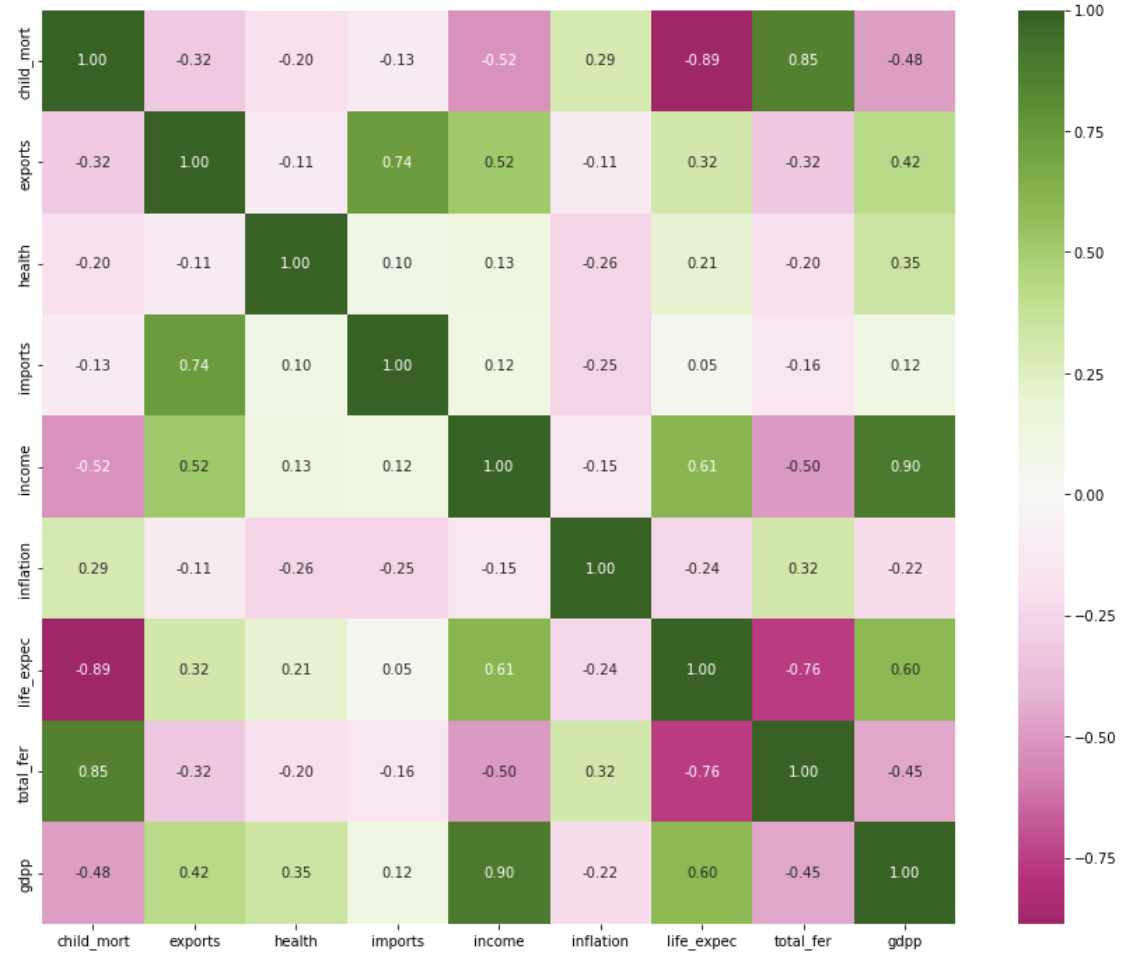 child_mort 1.00 -0.32 -0.20 -0.13 -0.52 0.29 -0.89 0.85 -0.48
exports -0.32 1.00 -0.11 0.74 0.52 -0.11 0.32 -0.32 0.42
health -0.20 -0.11 1.00 0.10 0.13 -0.26 0.21 -0.20 0.35
imports -0.13 0.74 0.10 1.00 0.12 -0.25 0.05 -0.16 0.12
income -0.52 0.52 0.13 0.12 1.00 -0.15 0.61 -0.50 0.90
inflation 0.29 -0.11 -0.26 -0.25 -0.15 1.00 -0.24 0.32 -0.22
life_expec -0.89 0.32 0.21 0.05 0.61 -0.24 1.00 -0.76 0.60
total_fer 0.85 -0.32 -0.20 -0.16 -0.50 0.32 -0.76 1.00 -0.45
gdpp -0.48 0.42 0.35 0.12 0.90 -0.22 0.60 -0.45 1.00
child_mort exports health imports income inflation life_expec total_fer gdpp
1.00
0.75
0.50
0.25
0.00
−0.25
−0.50
−0.75